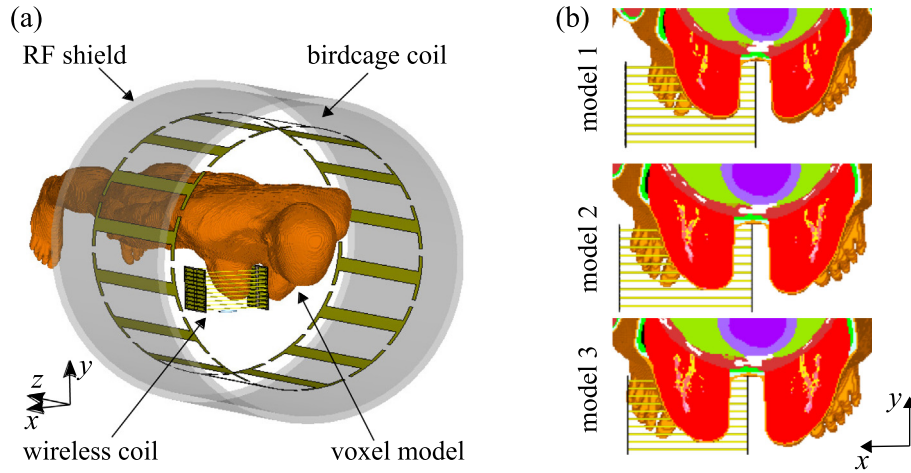 (a)
RF shield
birdcage coil
z
y
x
wireless coil
voxel model
(b)
model 1
model 2
model 3
y
x